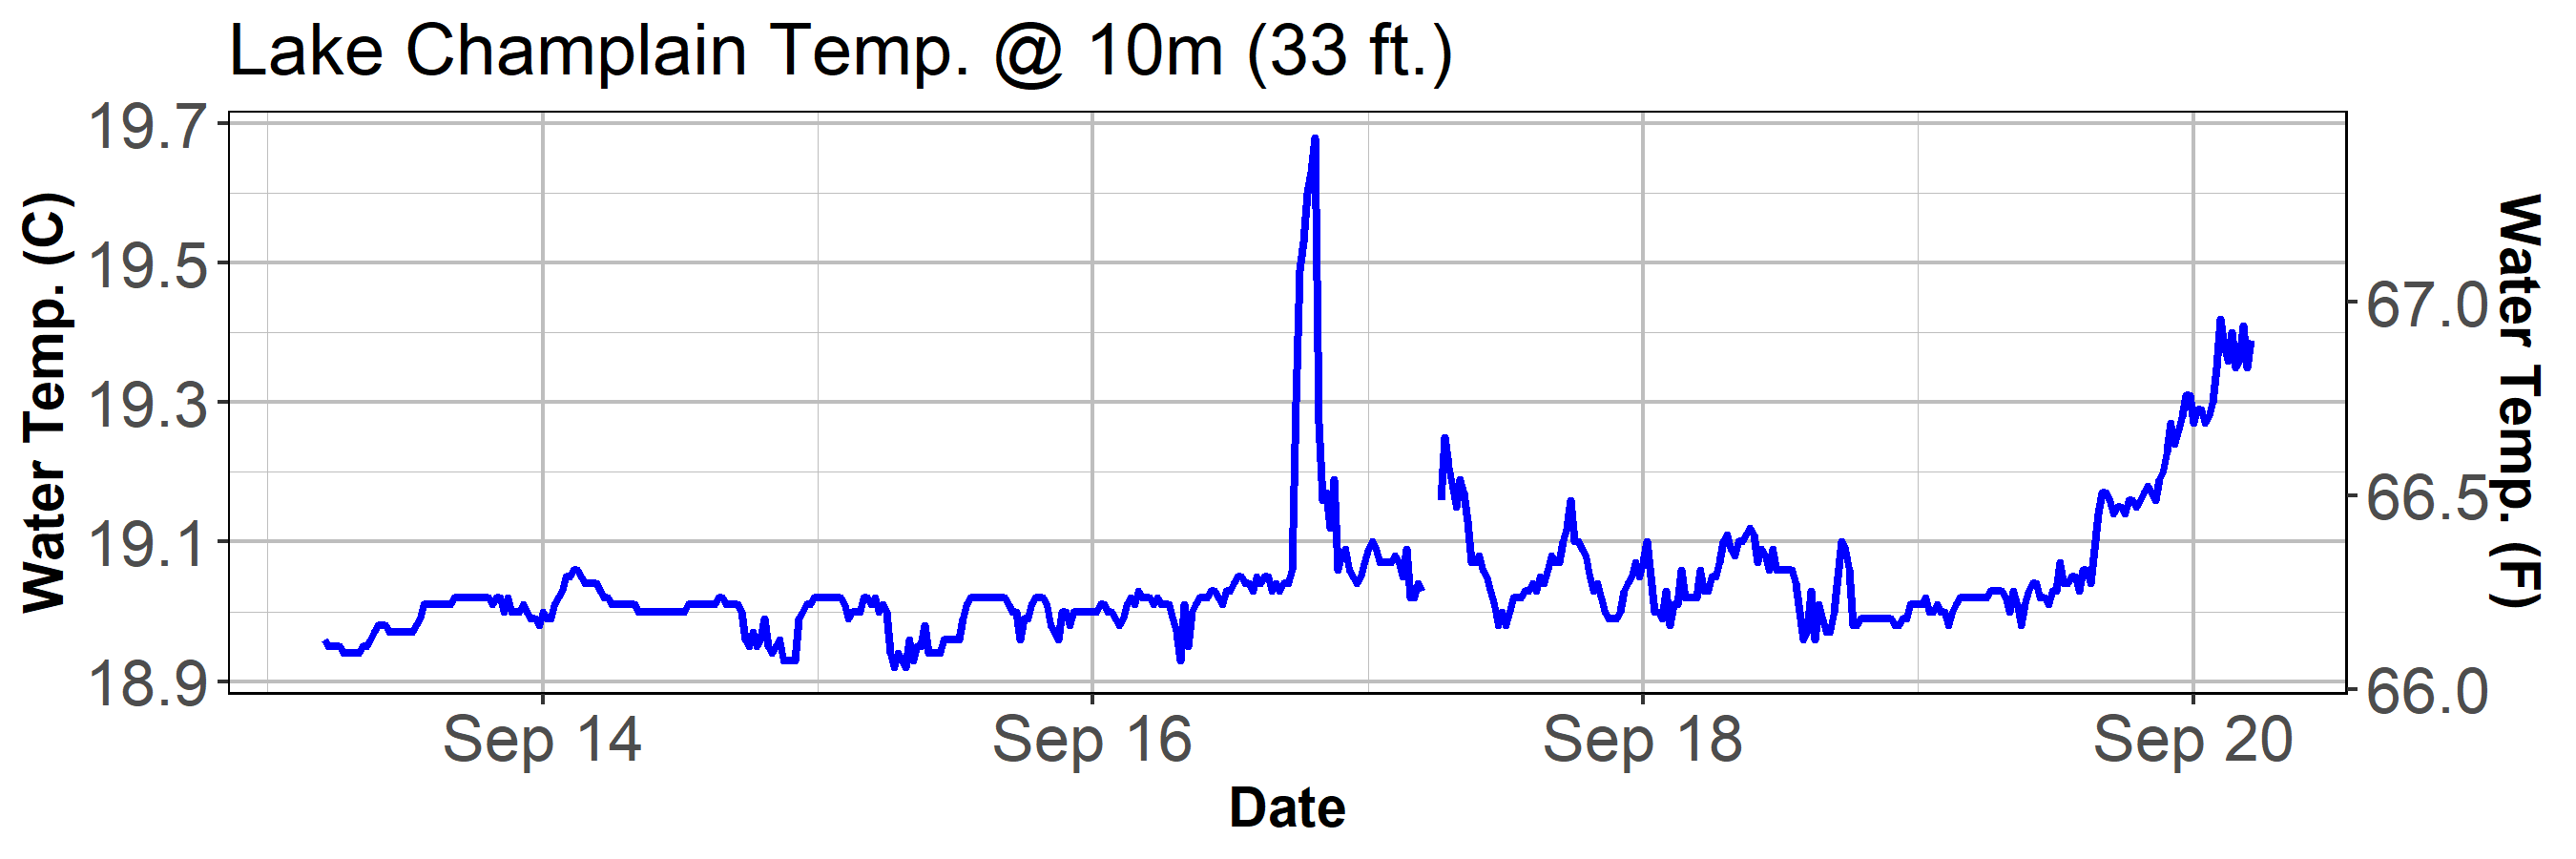 Lake Champlain Temp. @ 10m (33 ft.)
Water Temp. (C)
19.7
19.5
19.3
19.1
18.9
67.0
66.5
66.0
Water Temp. (F)
Sep 14
Sep 16
Sep 18
Sep 20
Date